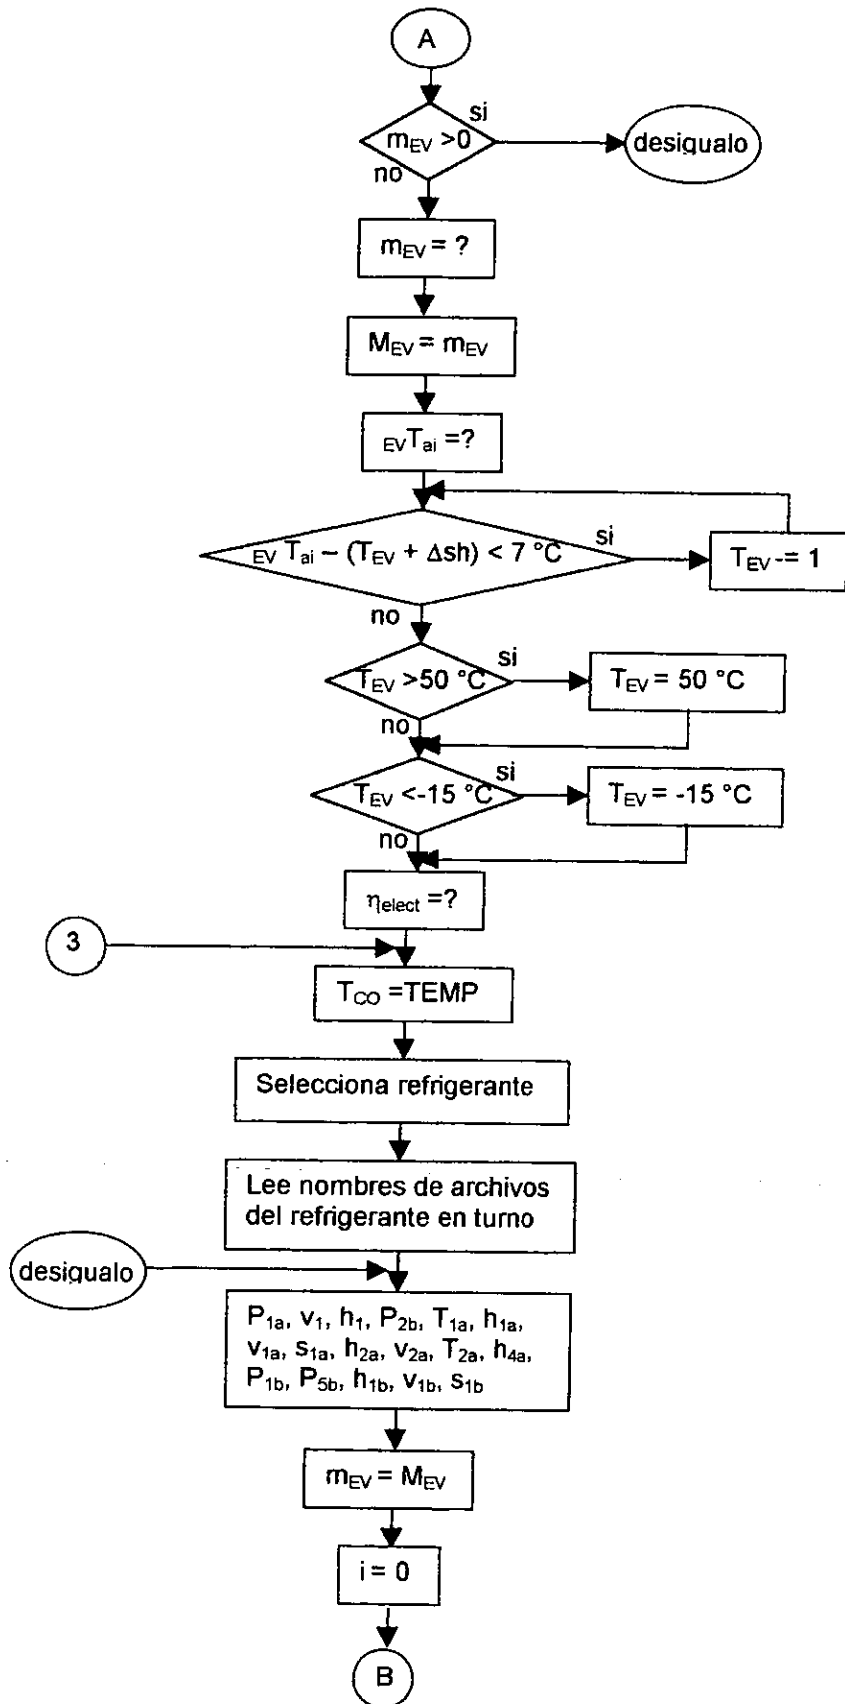 A
si
m_EV >0
desigualo
no
m_EV = ?
M_EV = m_EV
EV T_ai =?
si
EV T_ai – (T_EV + Δsh) < 7 °C
T_EV -= 1
no
si
T_EV >50 °C
T_EV = 50 °C
no
si
T_EV <-15 °C
T_EV = -15 °C
no
η_elect =?
3
T_CO =TEMP
Selecciona refrigerante
Lee nombres de archivos
del refrigerante en turno
desigualo
P_1a, v_1, h_1, P_2b, T_1a, h_1a,
v_1a, s_1a, h_2a, v_2a, T_2a, h_4a,
P_1b, P_5b, h_1b, v_1b, s_1b
m_EV = M_EV
i = 0
B